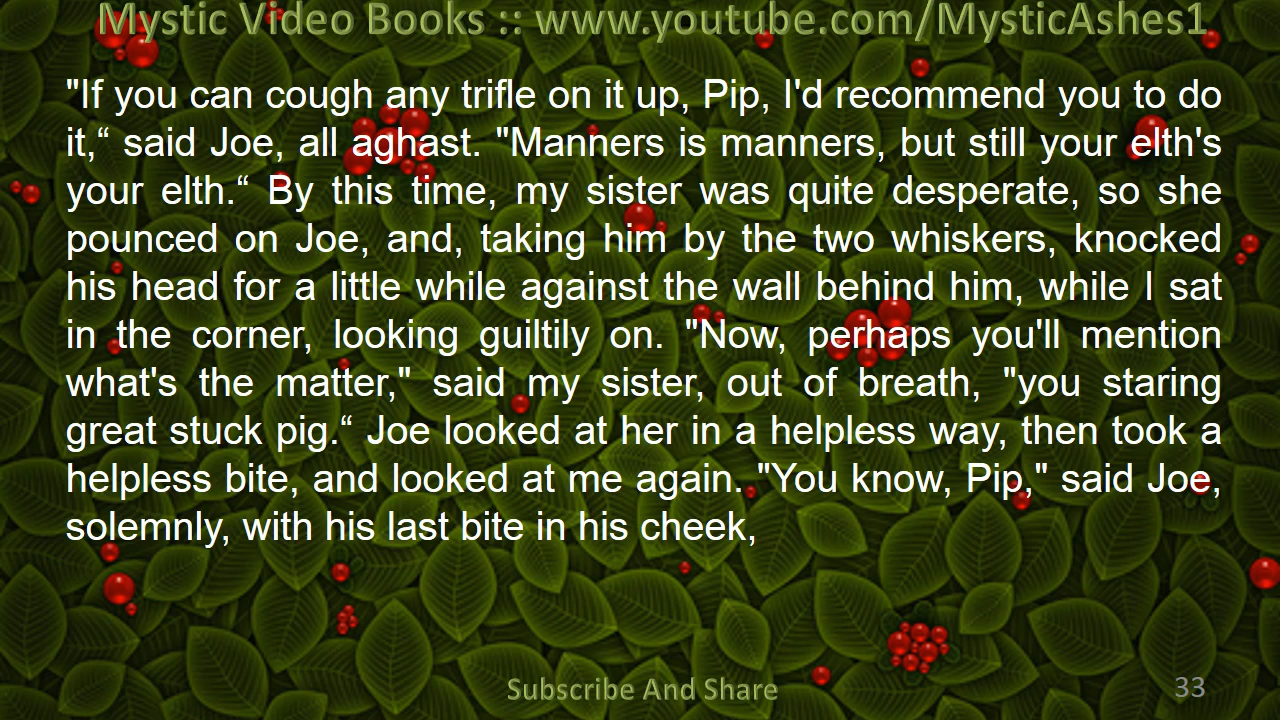 Mystic Video Books :: www.youtube.com/MysticAshes1
"If you can cough any trifle on it up, Pip, I'd recommend you to do
it,“ said Joe, all aghast. "Manners is manners, but still your elth's
your elth.“ By this time, my sister was quite desperate, so she
pounced on Joe, and, taking him by the two whiskers, knocked
his head for a little while against the wall behind him, while I sat
in the corner, looking guiltily on. "Now, perhaps you'll mention
what's the matter," said my sister, out of breath, "you staring
great stuck pig.“ Joe looked at her in a helpless way, then took a
helpless bite, and looked at me again. "You know, Pip," said Joe,
solemnly, with his last bite in his cheek,
Subscribe And Share
33